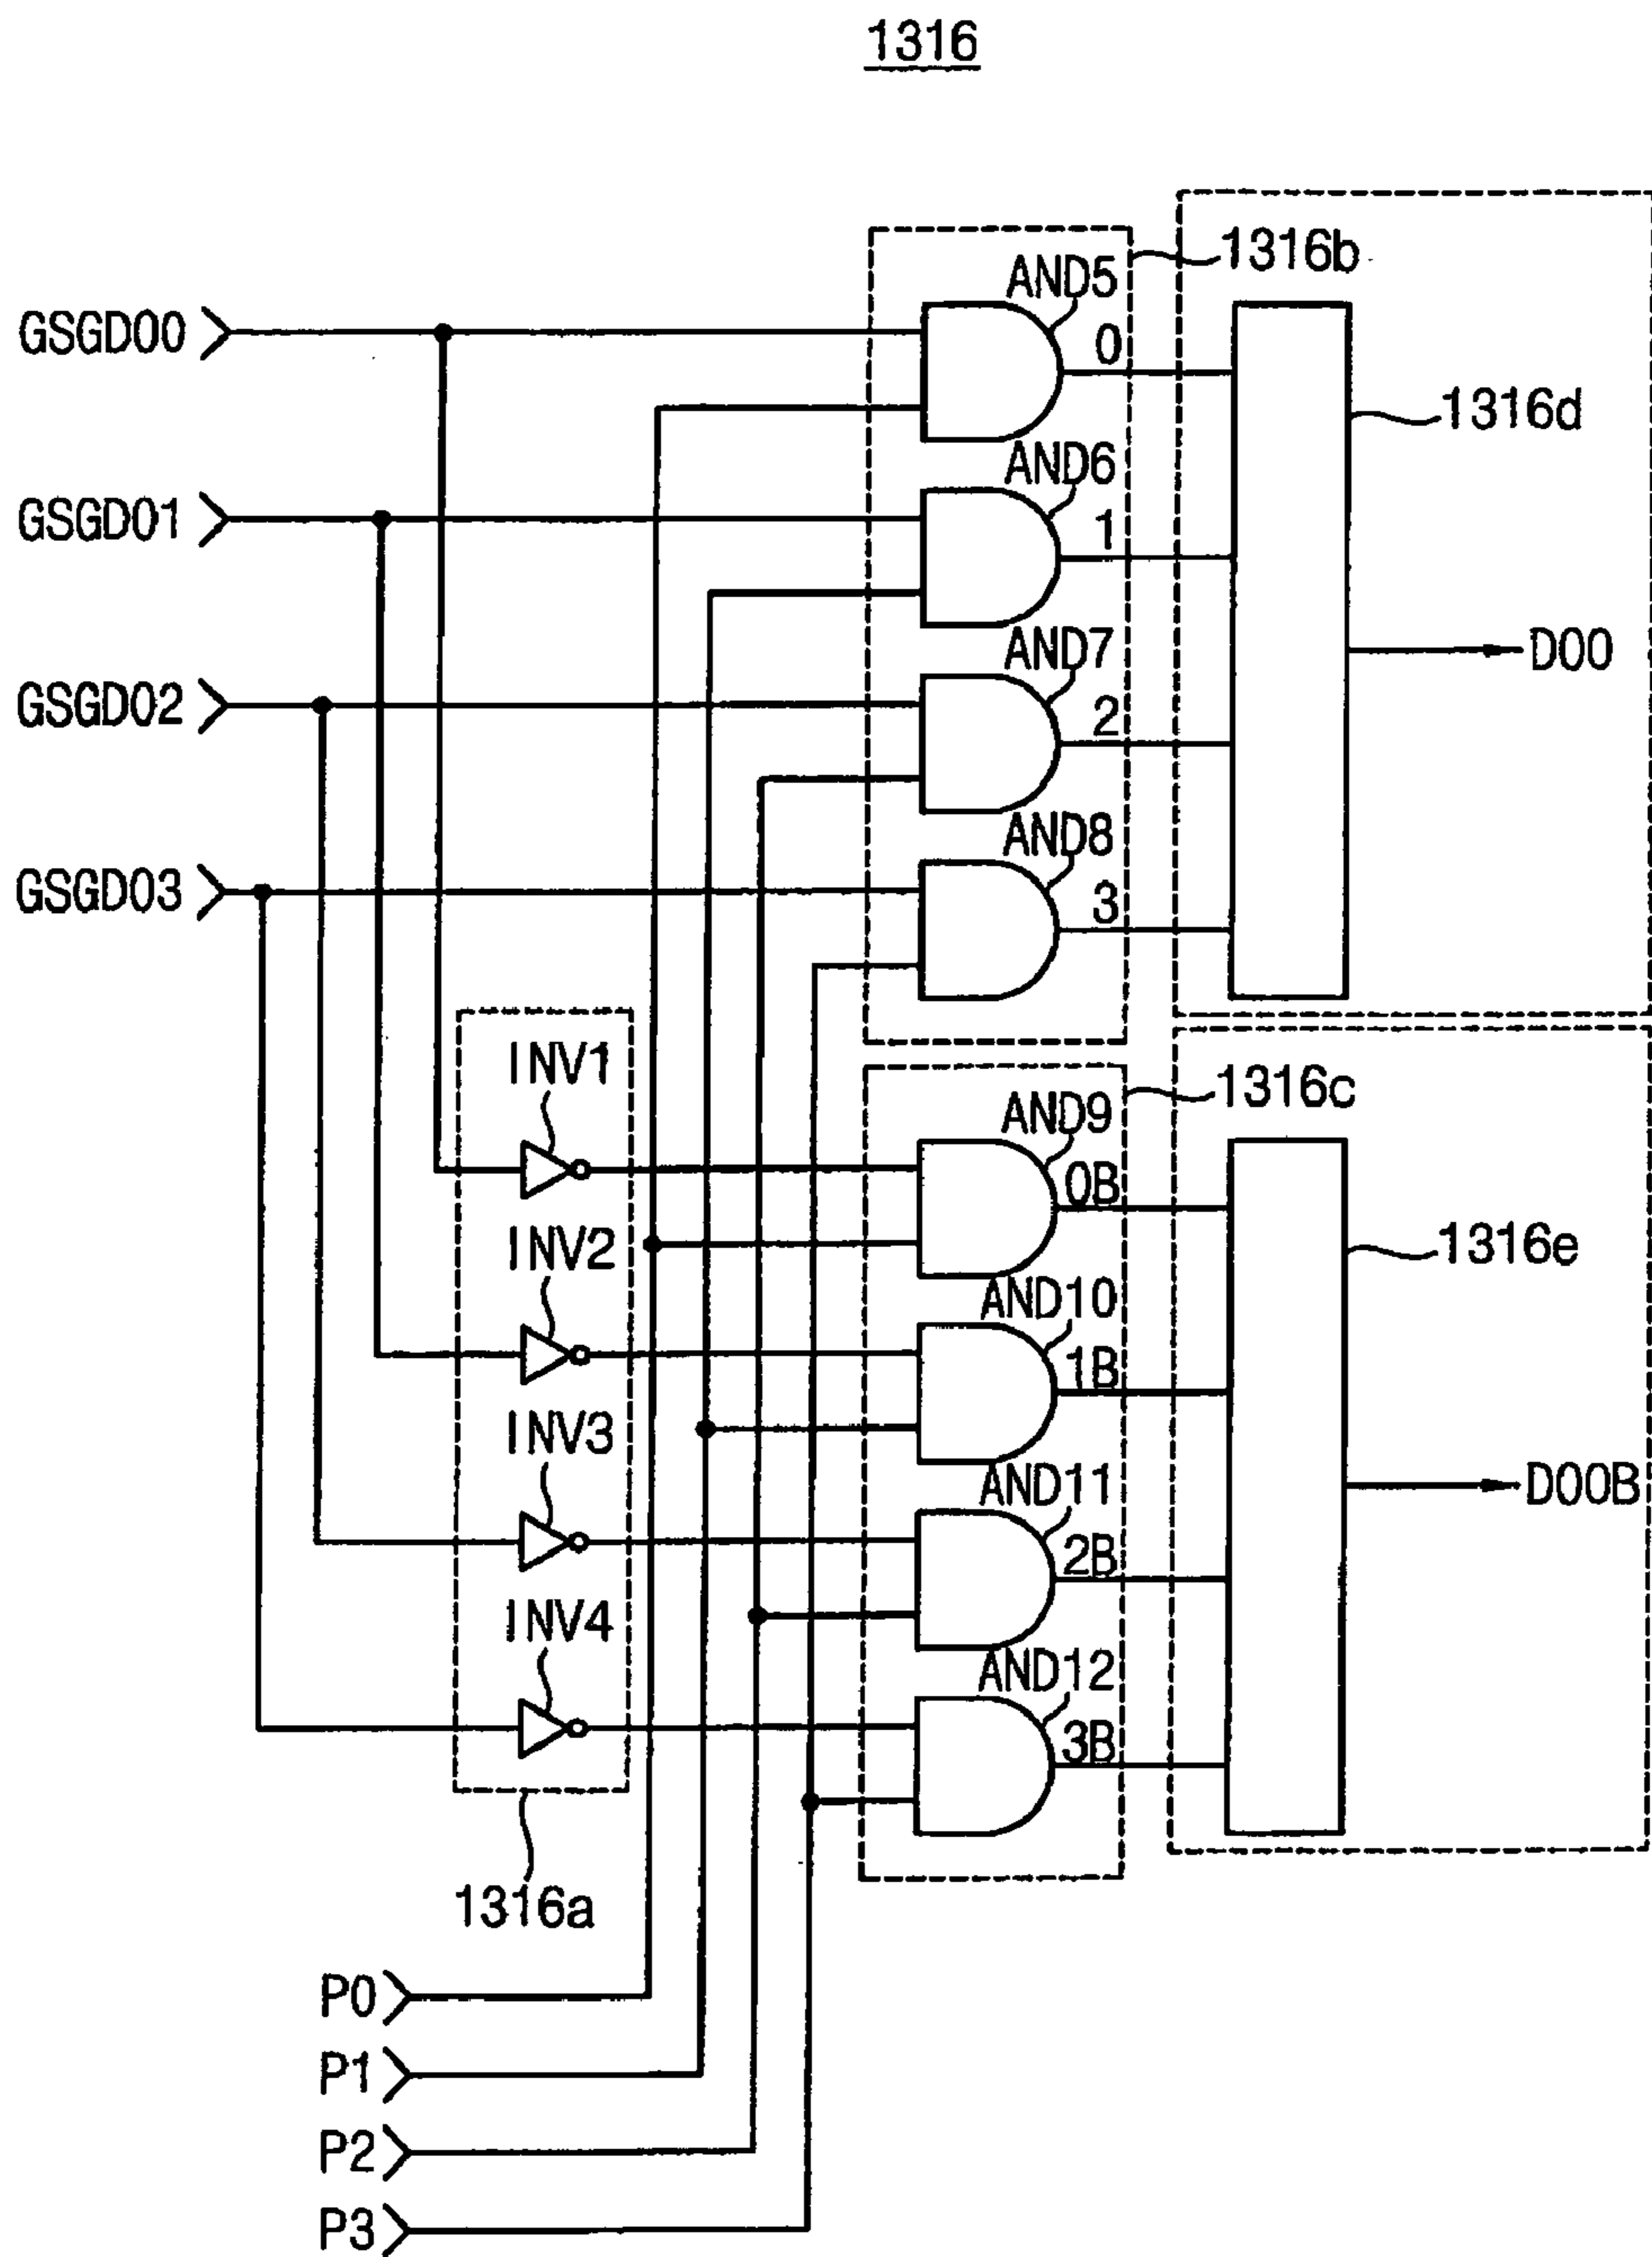 1316
1316b
AND5
GSGD00
0
1316d
AND6
GSGD01
1
AND7
D00
GSGD02
2
AND8
GSGD03
3
INV1
1316c
AND9
0B
INV2
1316e
AND10
1B
INV3
AND11
D00B
2B
INV4
AND12
3B
1316a
P0
P1
P2
P3